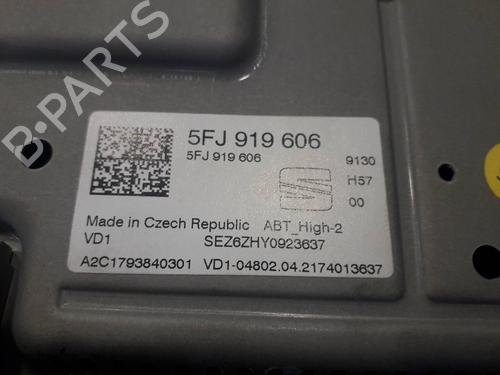 5FJ 919 606
5FJ 919 606
9130
H57
00
Made in Czech Republic ABT_High-2
VD1 SEZ6ZHY0923637
A2C1793840301 VD1-04802.04.2174013637
B-PARTS